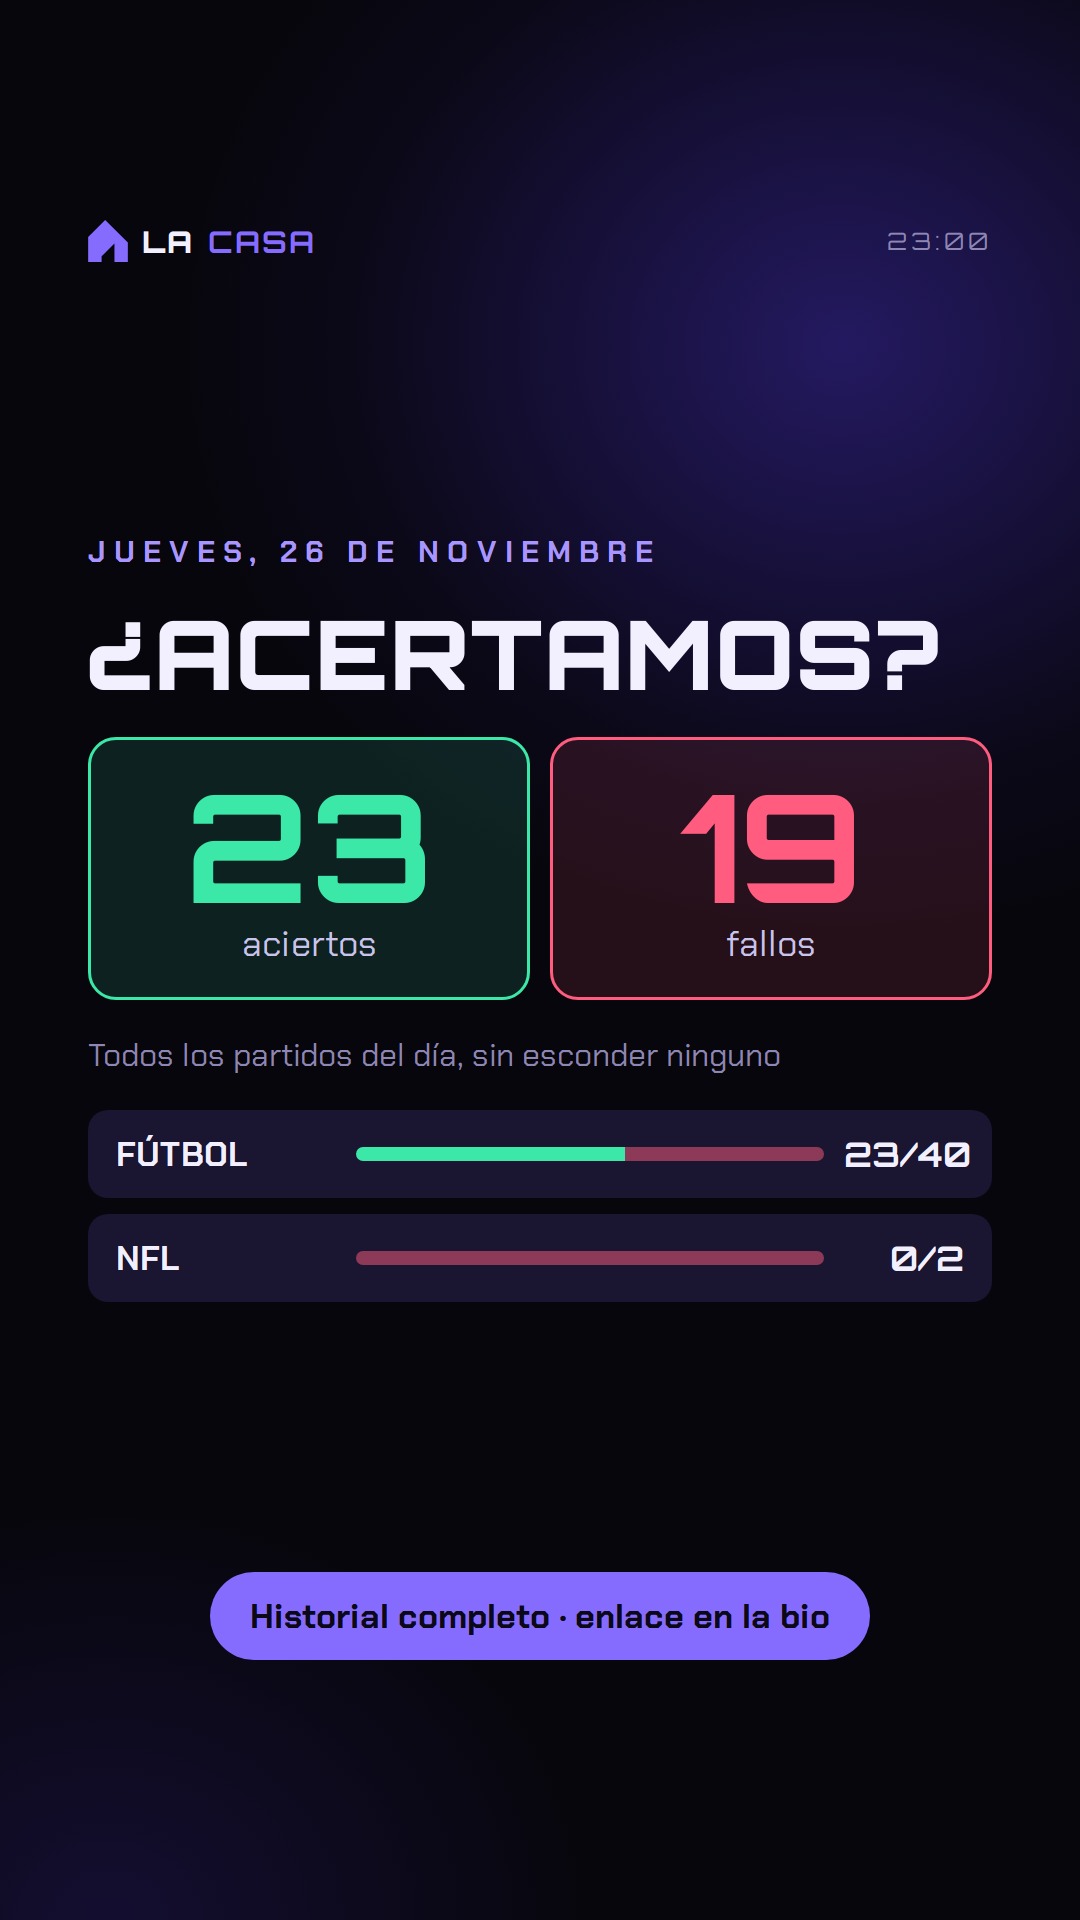 LA CASA
23:00
JUEVES, 26 DE NOVIEMBRE
¿ACERTAMOS?
23
aciertos
19
fallos
Todos los partidos del día, sin esconder ninguno
FÚTBOL 23/40
NFL 0/2
Historial completo · enlace en la bio